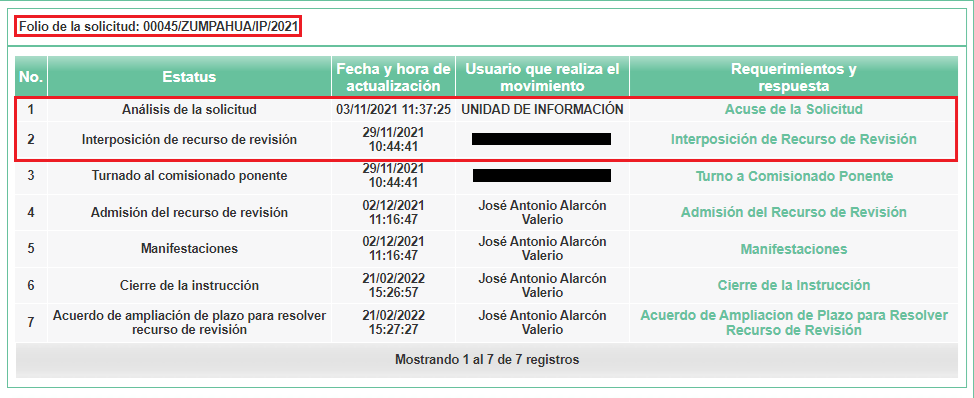 Folio de la solicitud: 00045/ZUMPAHUA/IP/2021
No. Estatus Fecha y hora de actualización Usuario que realiza el movimiento Requerimientos y respuesta
1 Análisis de la solicitud 03/11/2021 11:37:25 UNIDAD DE INFORMACIÓN Acuse de la Solicitud
2 Interposición de recurso de revisión 29/11/2021 10:44:41 Interposición de Recurso de Revisión
3 Turnado al comisionado ponente 29/11/2021 10:44:41 Turno a Comisionado Ponente
4 Admisión del recurso de revisión 02/12/2021 11:16:47 José Antonio Alarcón Valerio Admisión del Recurso de Revisión
5 Manifestaciones 02/12/2021 11:16:47 José Antonio Alarcón Valerio Manifestaciones
6 Cierre de la instrucción 21/02/2022 15:26:57 José Antonio Alarcón Valerio Cierre de la Instrucción
7 Acuerdo de ampliación de plazo para resolver recurso de revisión 21/02/2022 15:27:27 José Antonio Alarcón Valerio Acuerdo de Ampliacion de Plazo para Resolver Recurso de Revisión
Mostrando 1 al 7 de 7 registros